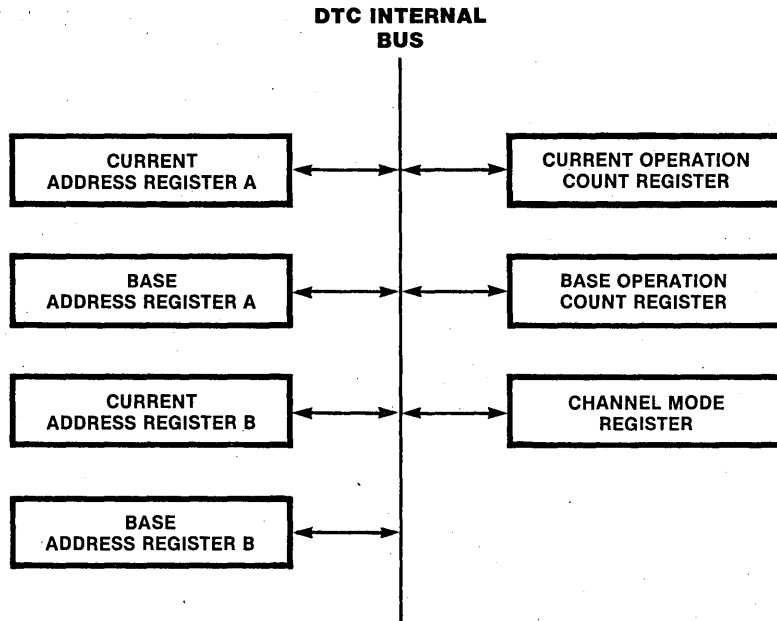 DTC INTERNAL
BUS
CURRENT
ADDRESS REGISTER A
CURRENT OPERATION
COUNT REGISTER
BASE
ADDRESS REGISTER A
BASE OPERATION
COUNT REGISTER
CURRENT
ADDRESS REGISTER B
CHANNEL MODE
REGISTER
BASE
ADDRESS REGISTER B